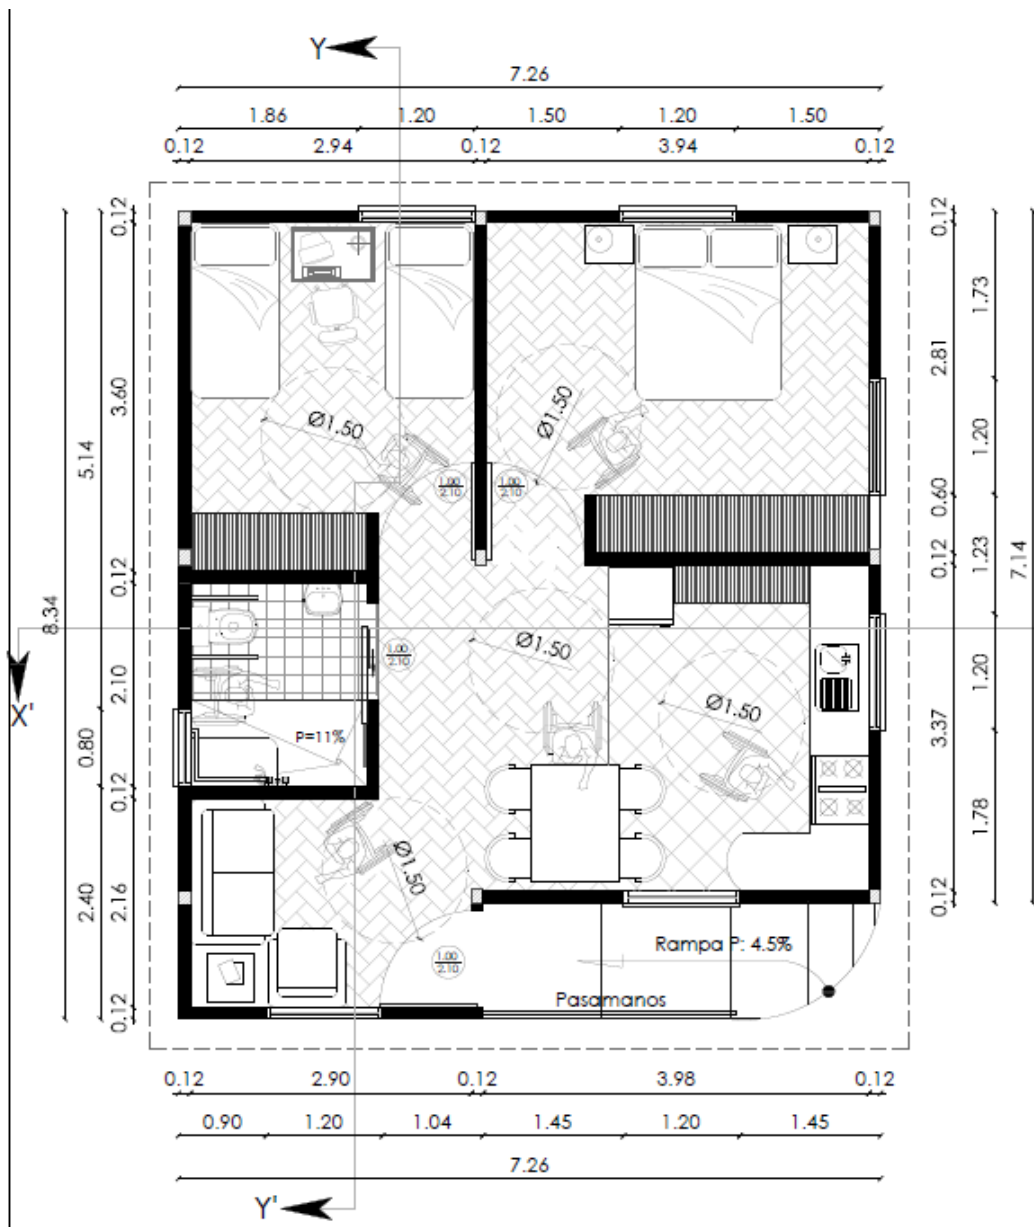 Y
7.26
1.86 1.20 1.50 1.20 1.50
0.12 2.94 0.12 3.94 0.12
0.12 3.60 0.12 2.10 0.80 0.12 2.16 0.12
5.14 2.40
8.34
0.12 2.81 0.60 0.12 3.37 0.12
1.73 1.20 1.23 1.20 1.78
7.14
Ø1.50
Ø1.50
1.00
2.10
1.00
2.10
Ø1.50
1.00
2.10
Ø1.50
X'
P=11%
Ø1.50
1.00
2.10
Rampa P: 4.5%
Pasamanos
0.12 2.90 0.12 3.98 0.12
0.90 1.20 1.04 1.45 1.20 1.45
7.26
Y'